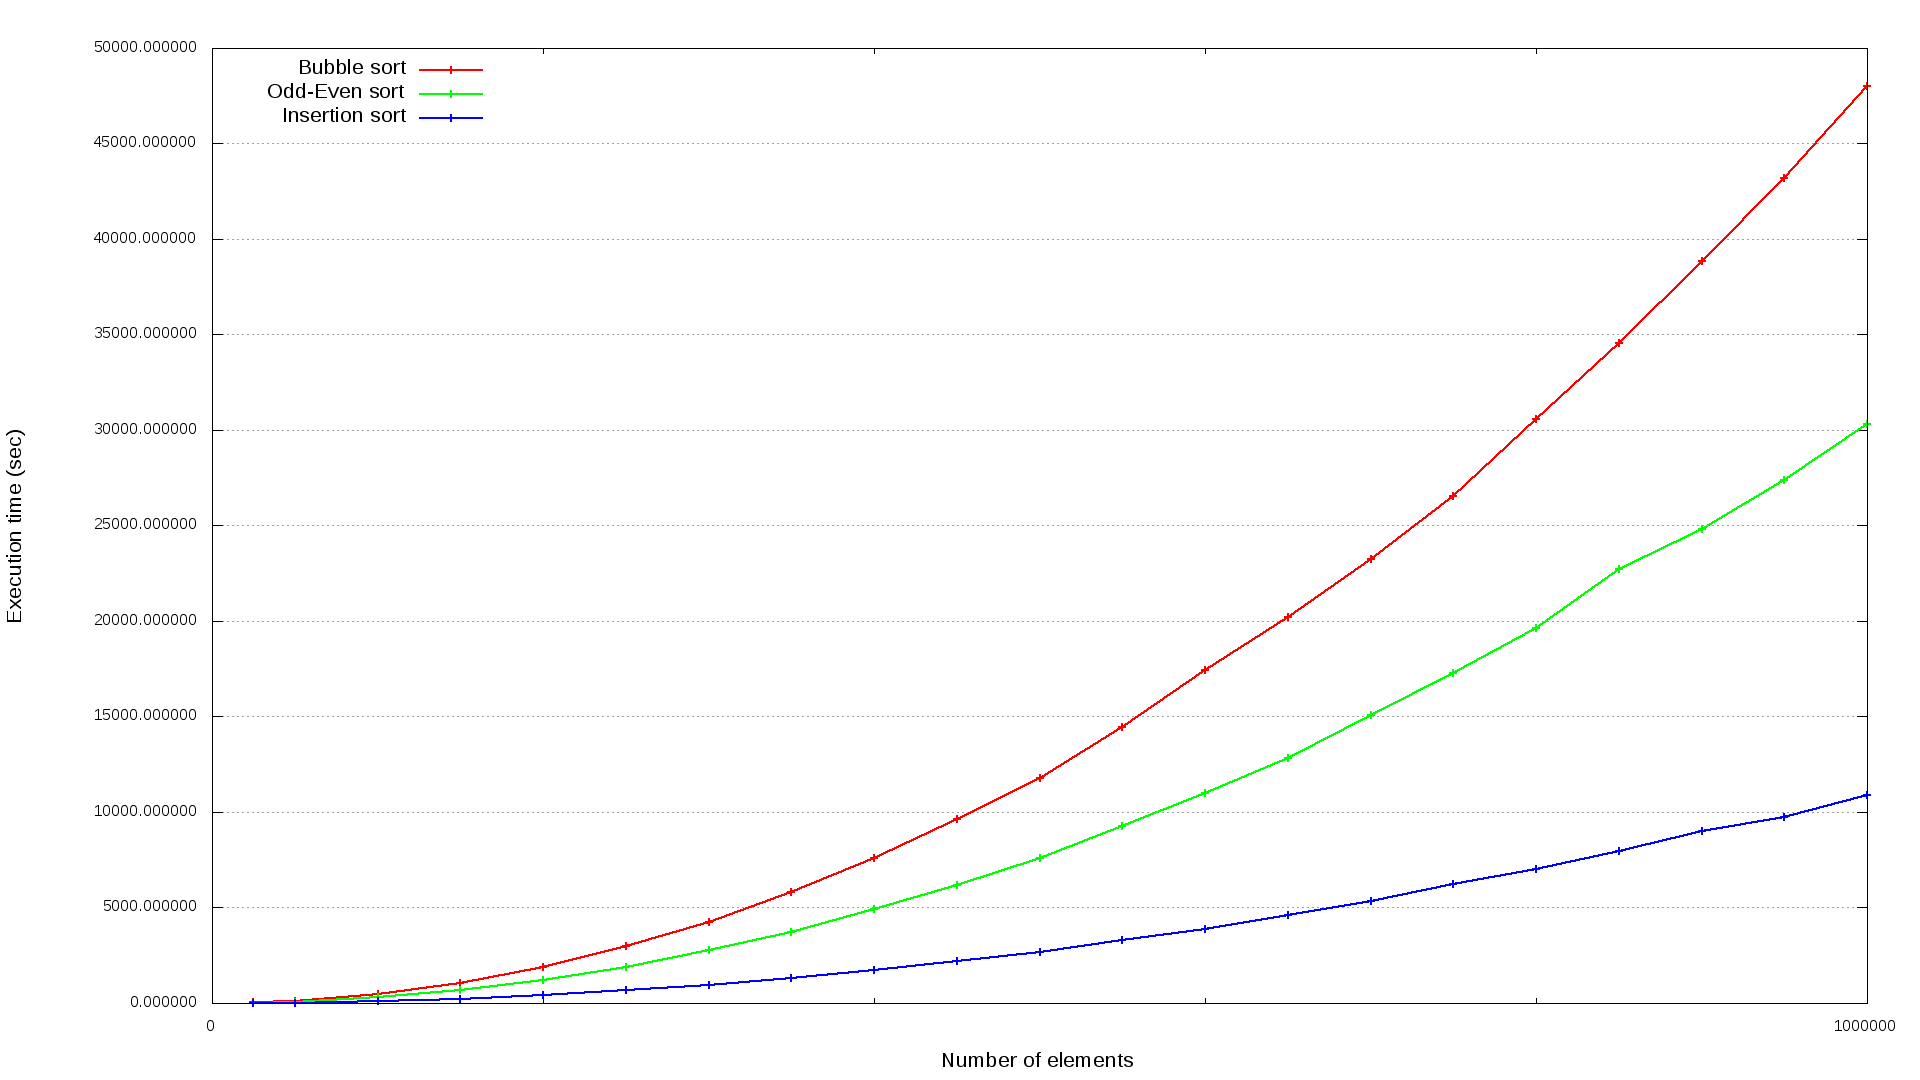 50000.000000
Bubble sort
Odd-Even sort
Insertion sort
45000.000000
40000.000000
35000.000000
30000.000000
25000.000000
20000.000000
15000.000000
10000.000000
5000.000000
0.000000
Execution time (sec)
0
1000000
Number of elements